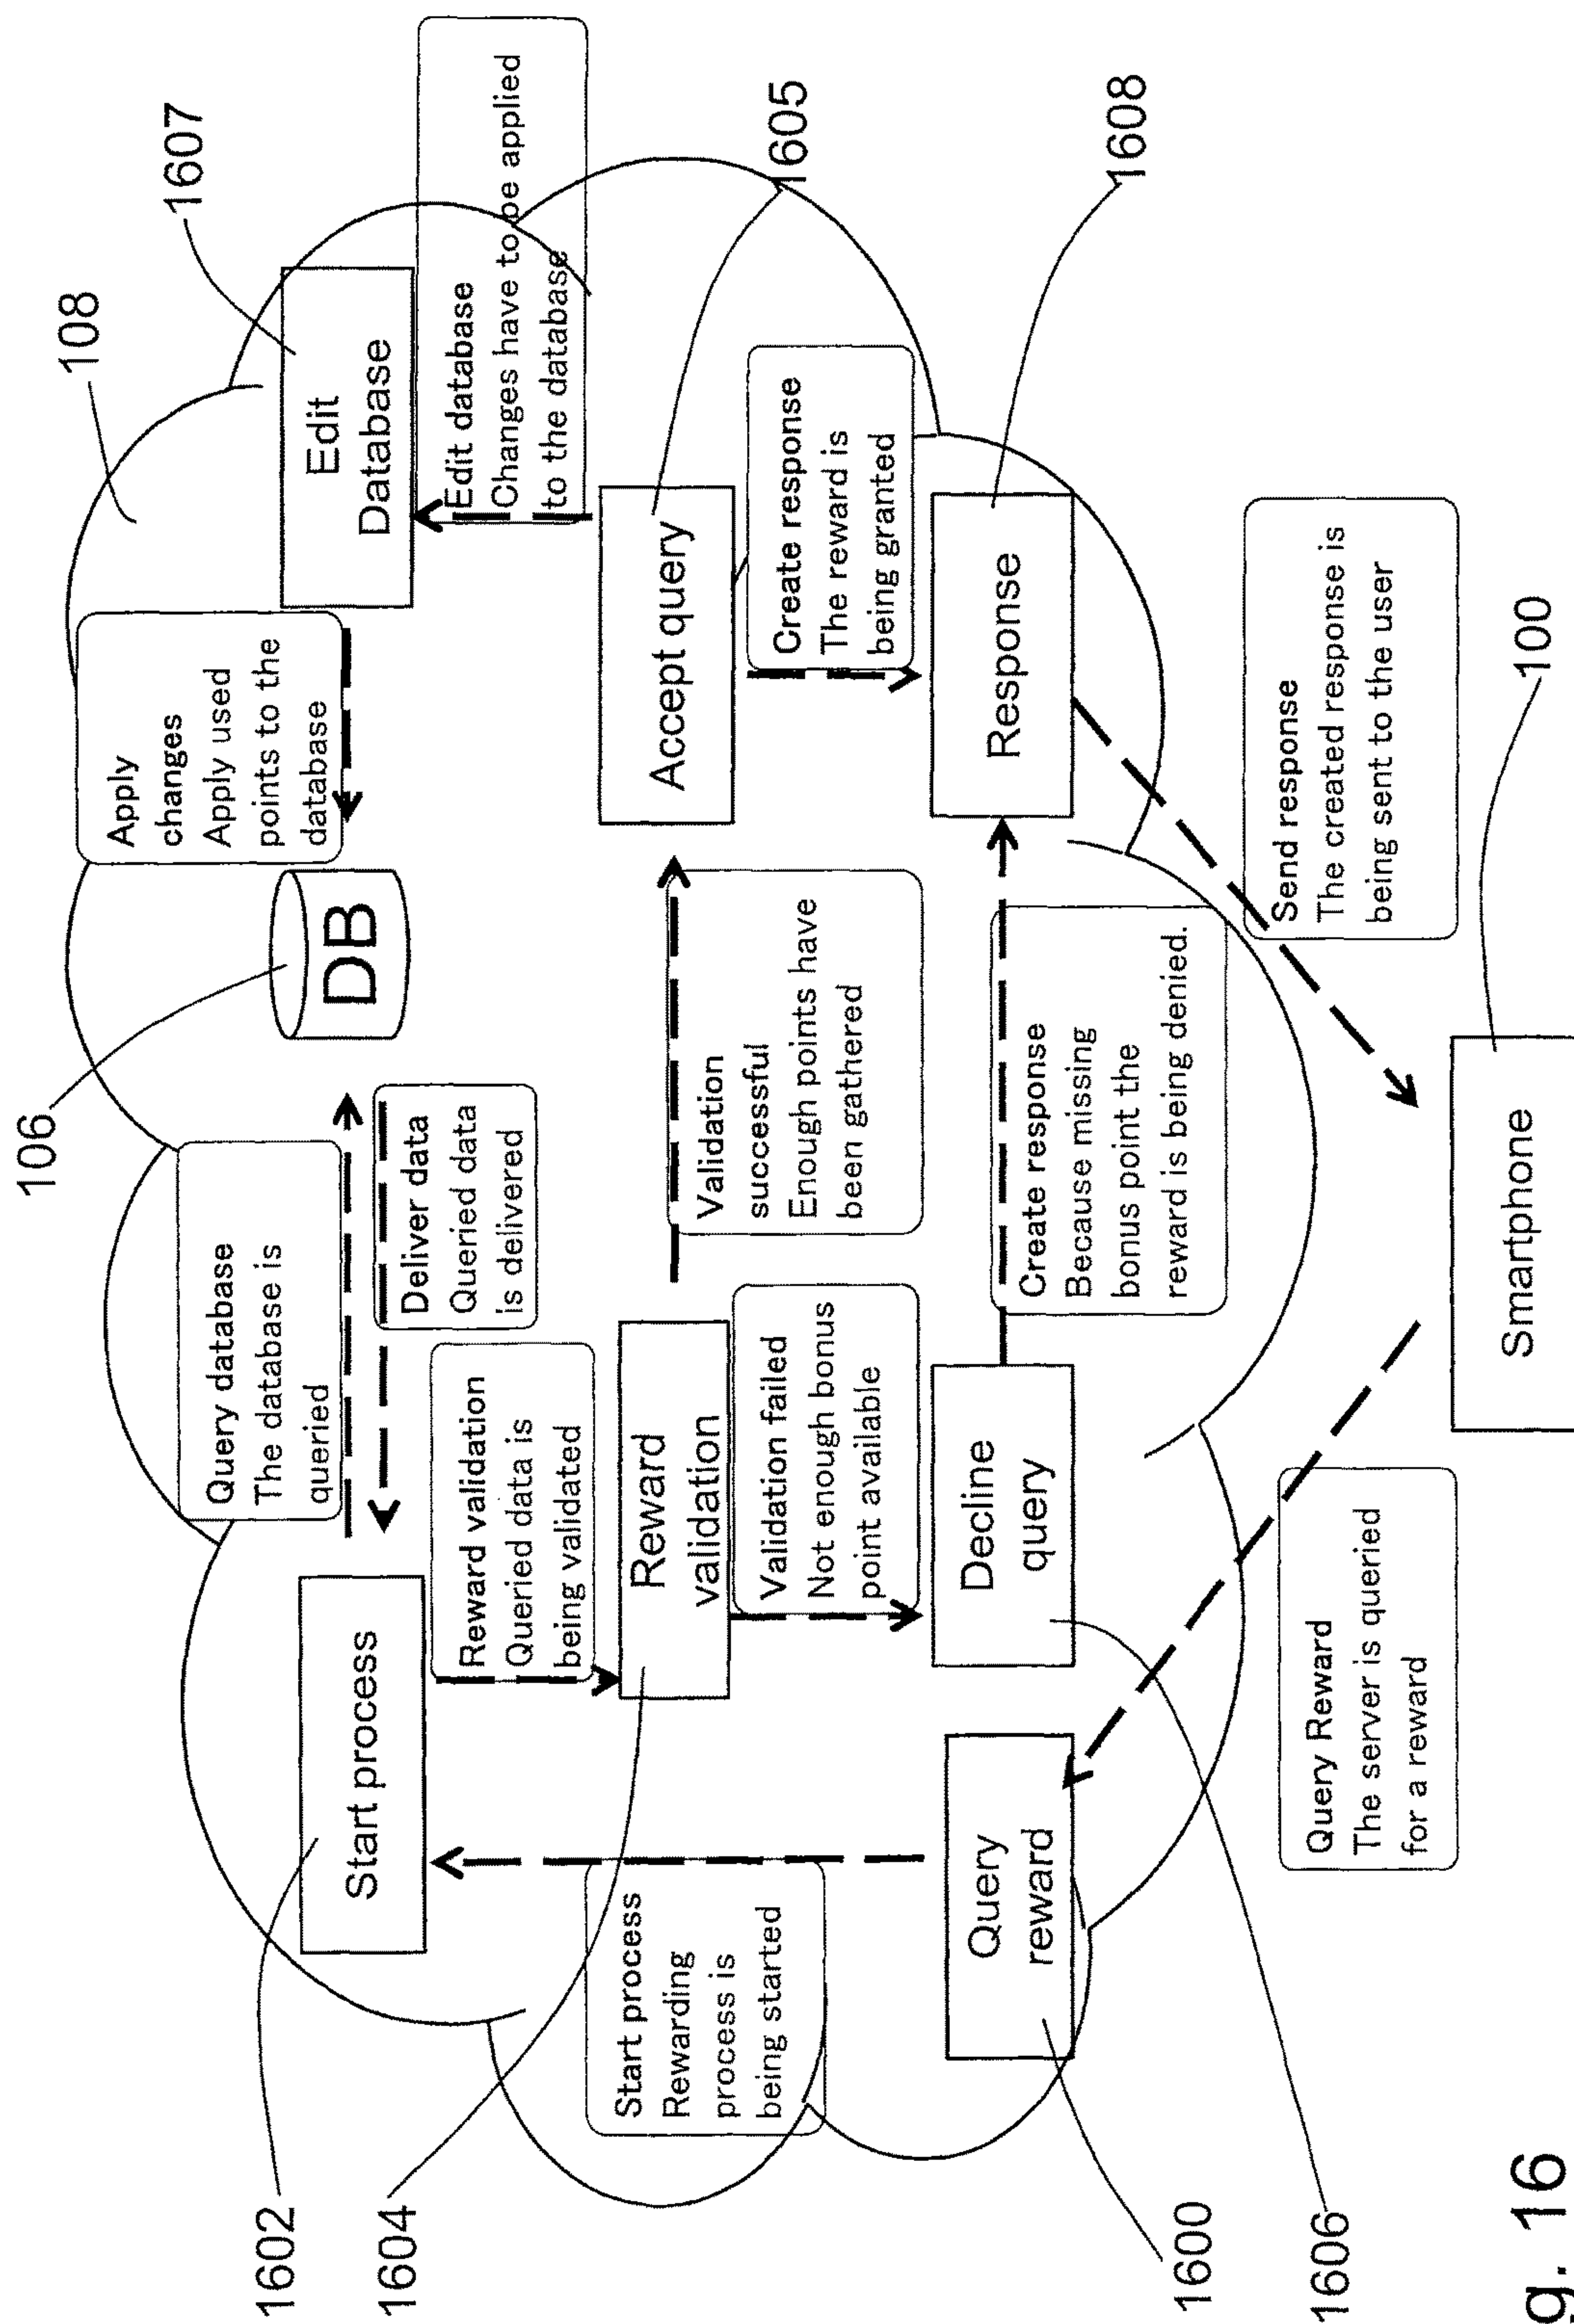 106
108
1607
Apply
changes
Apply used
points to the
database
Query database
The database is
queried
DB
Edit
Database
1602
Start process
Deliver data
Queried data
is delivered
Edit database
Changes have to be applied
to the database
1604
Reward validation
Queried data is
being validated
Start process
Rewarding
process is
being started
Reward
validation
Validation
successful
Enough points have
been gathered
Accept query
1605
Validation failed
Not enough bonus
point available
Create response
The reward is
being granted
Query
reward
Decline
query
Create response
Because missing
bonus point the
reward is being denied.
Response
1608
1600
1606
Query Reward
The server is queried
for a reward
Send response
The created response is
being sent to the user
Smartphone
100
g. 16